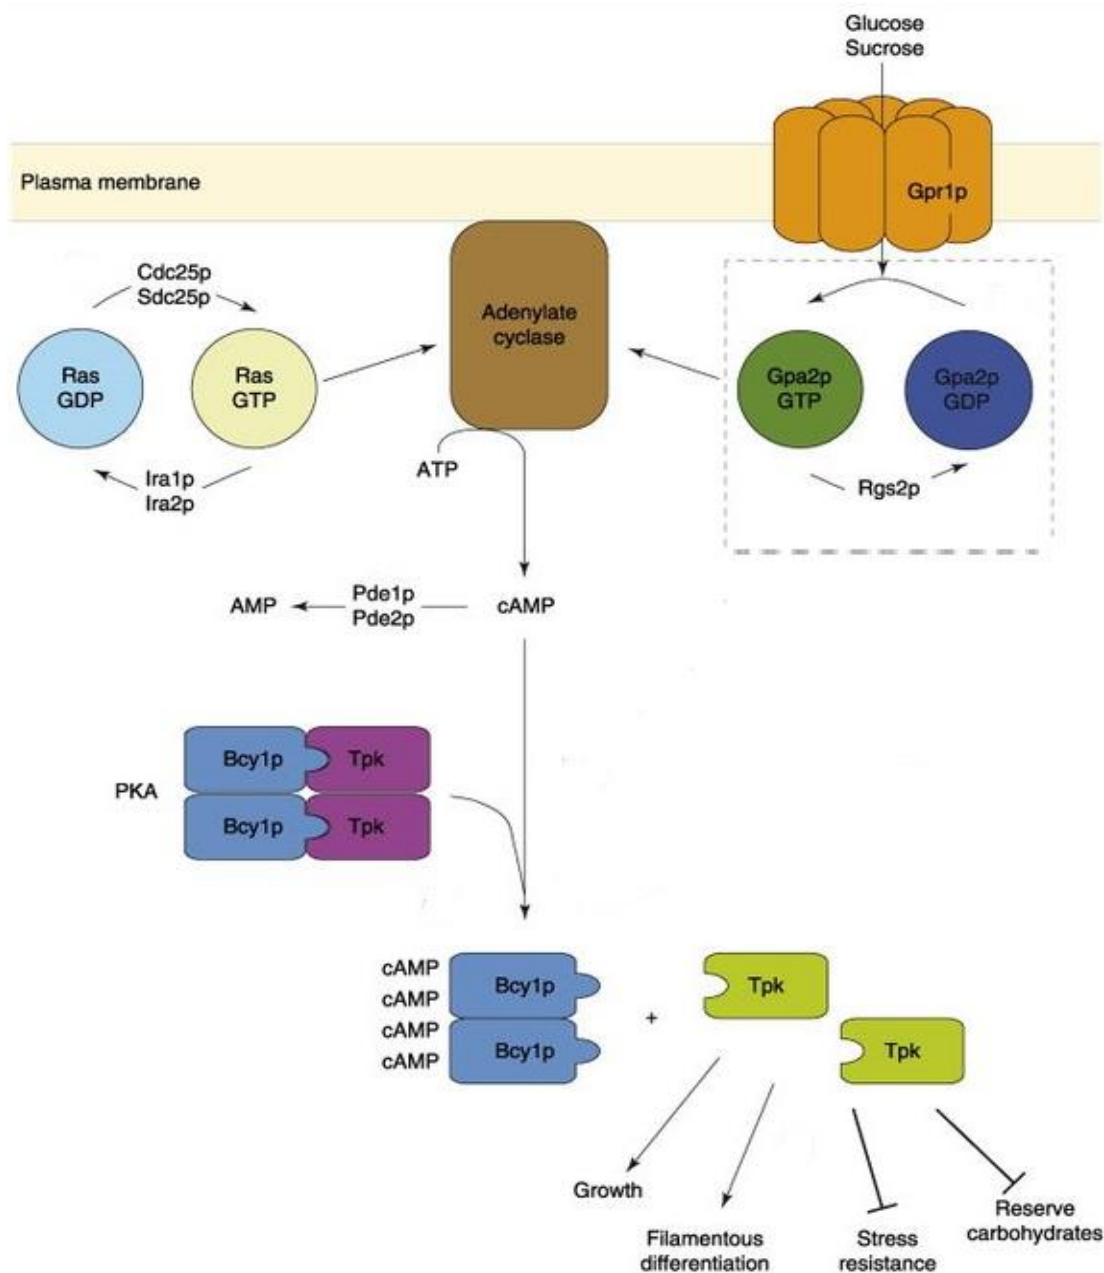 Glucose
Sucrose
Plasma membrane
Gpr1p
Cdc25p
Sdc25p
Adenylate
cyclase
Ras
GDP
Ras
GTP
Gpa2p
GTP
Gpa2p
GDP
Ira1p
Ira2p
ATP
Rgs2p
AMP
Pde1p
Pde2p
cAMP
PKA
Bcy1p
Tpk
Bcy1p
Tpk
cAMP
cAMP
cAMP
cAMP
Bcy1p
Bcy1p
+
Tpk
Tpk
Growth
Filamentous
differentiation
Stress
resistance
Reserve
carbohydrates